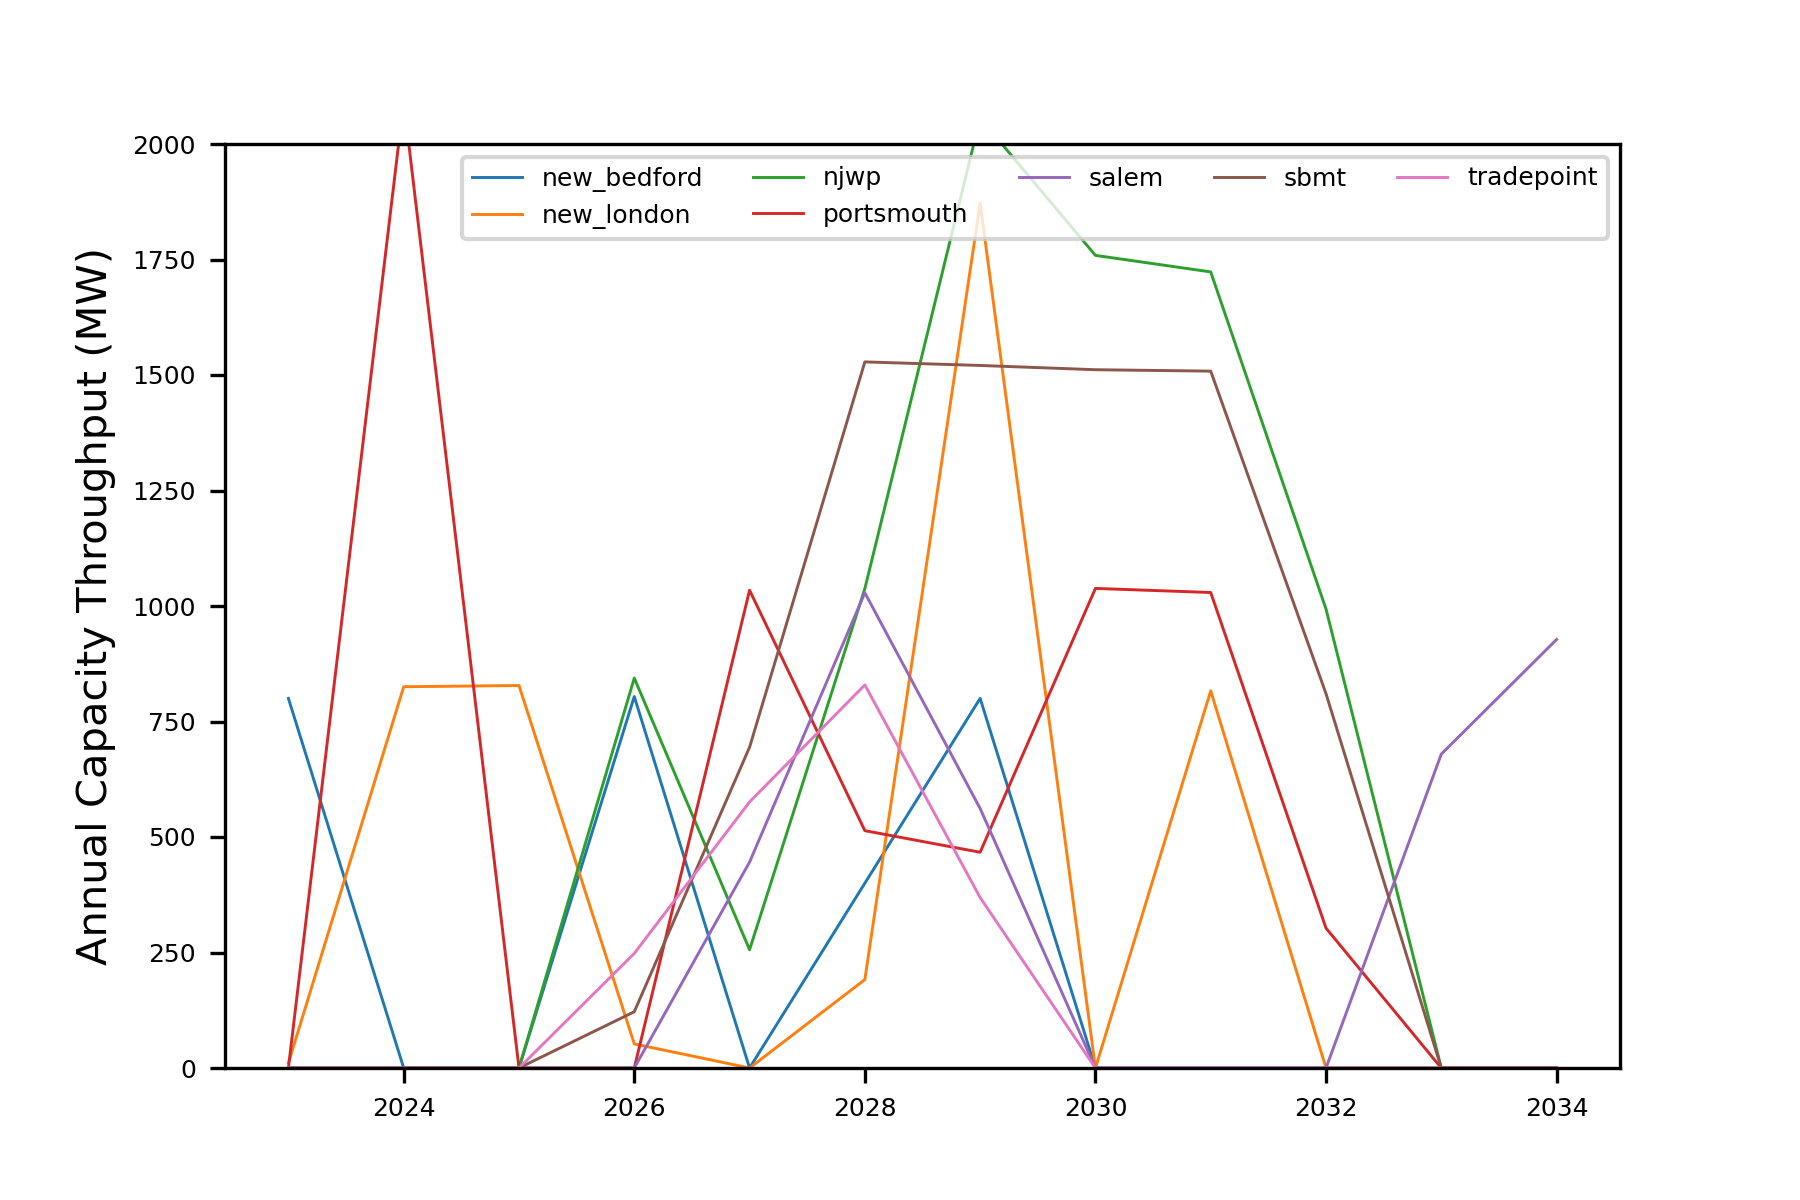 Annual Capacity Throughput (MW)
2000
1750
1500
1250
1000
750
500
250
0
new_bedford njwp salem sbmt tradepoint
new_london portsmouth
2024 2026 2028 2030 2032 2034